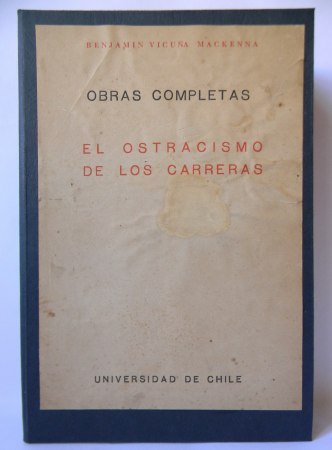 BENJAMIN VICUÑA MACKENNA
OBRAS COMPLETAS
EL OSTRACISMO
DE LOS CARRERAS
UNIVERSIDAD DE CHILE